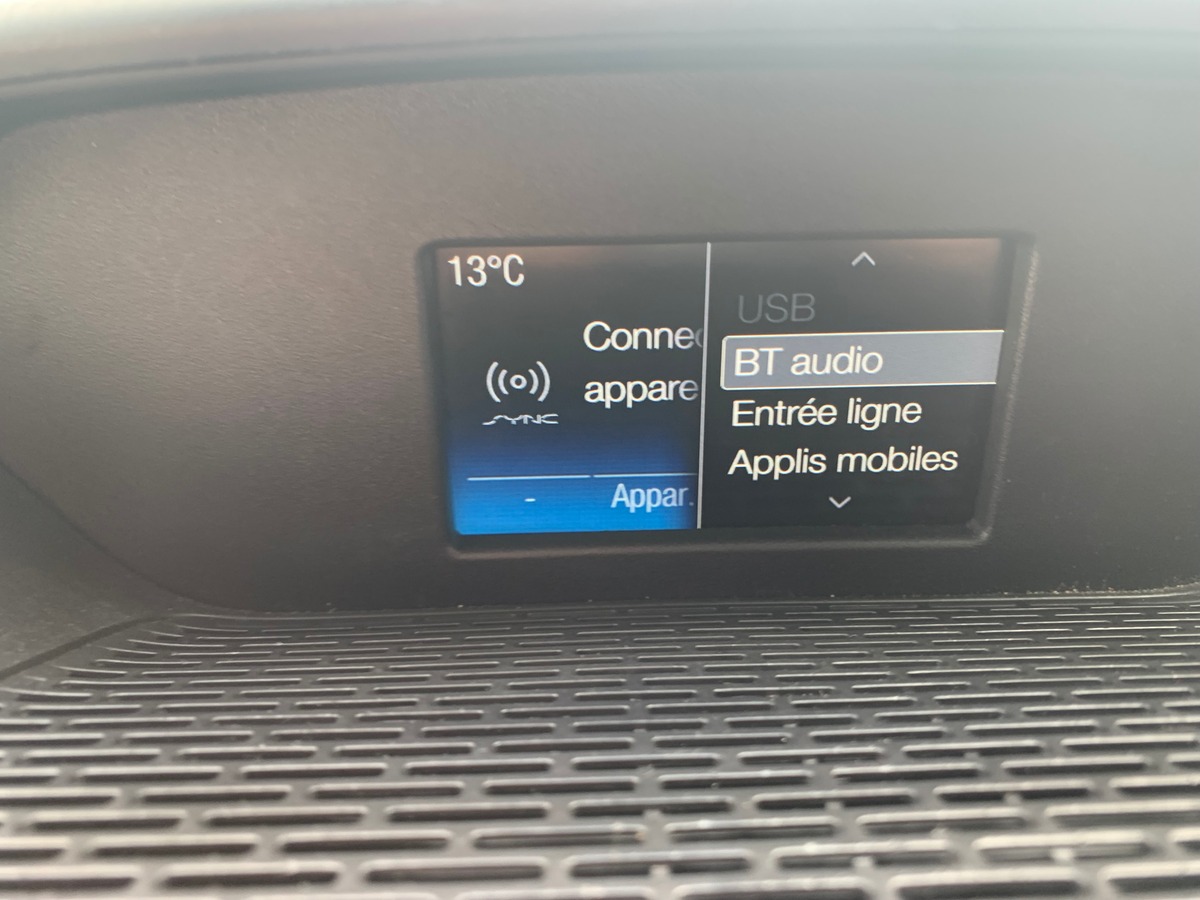 13°C
Connec
appare
SYNC
-
Appar.
USB
BT audio
Entrée ligne
Applis mobiles